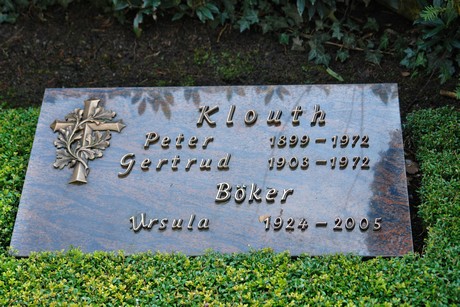 Klouth
Peter 1899-1972
Gertrud 1903-1972
Böker
Ursula 1924-2005